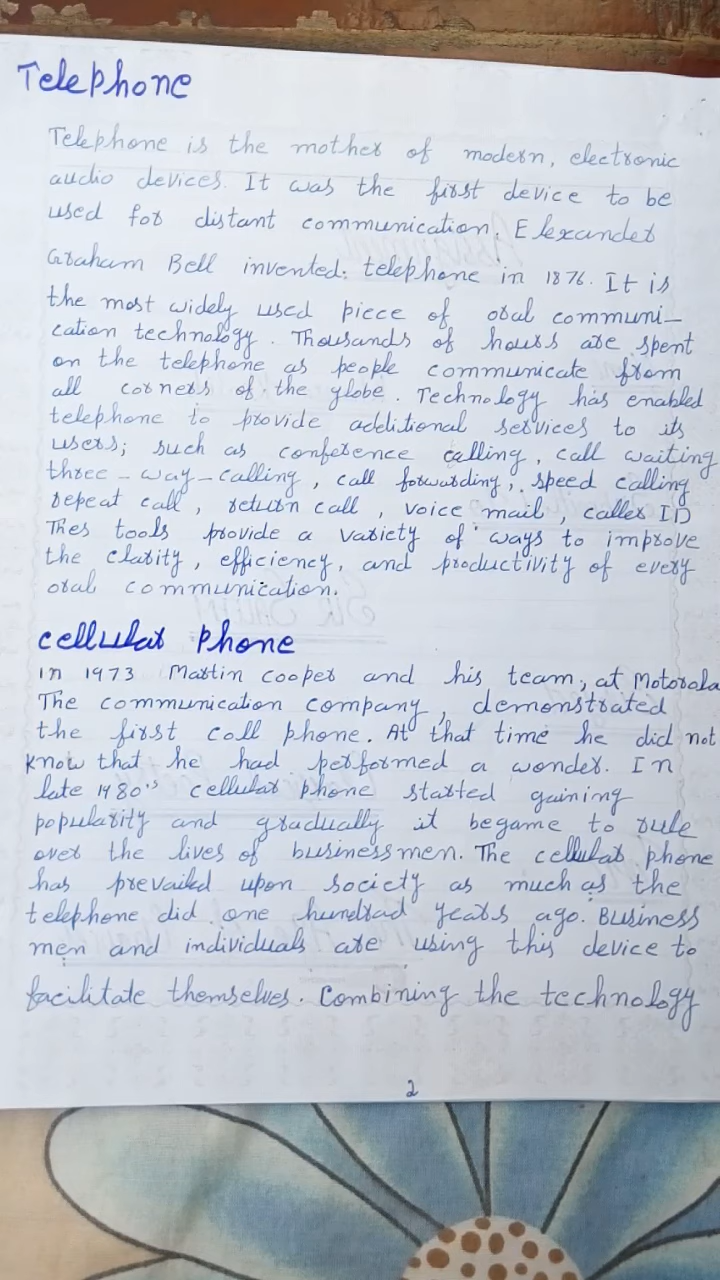 Telephone
Telephone is the mother of modern, electronic
audio devices. It was the first device to be
used for distant communication. Elexander
Graham Bell invented. telephone in 1876. It is
the most widely used piece of oral communi-
cation technology. Thousands of hours are spent
on the telephone as people communicate from
all corners of the globe. Technology has enabled
telephone to provide additional services to its
users; such as conference calling, call waiting
three-way-calling, call forwarding, speed calling
repeat call, return call, voice mail, caller ID
Thes tools provide a variety of ways to improve
the clarity, efficiency, and productivity of every
oral communication.
cellular phone
in 1973 Martin cooper and his team, at Motorola
The communication company, demonstrated
the first coll phone. At that time he did not
know that he had performed a wonder. In
late 1980's cellular phone started gaining
popularity and gradually it begame to rule
over the lives of businessmen. The cellular phone
has prevailed upon society as much as the
telephone did one hundrad years ago. Business
men and individuals are using this device to
facilitate themselves. Combining the technology
2